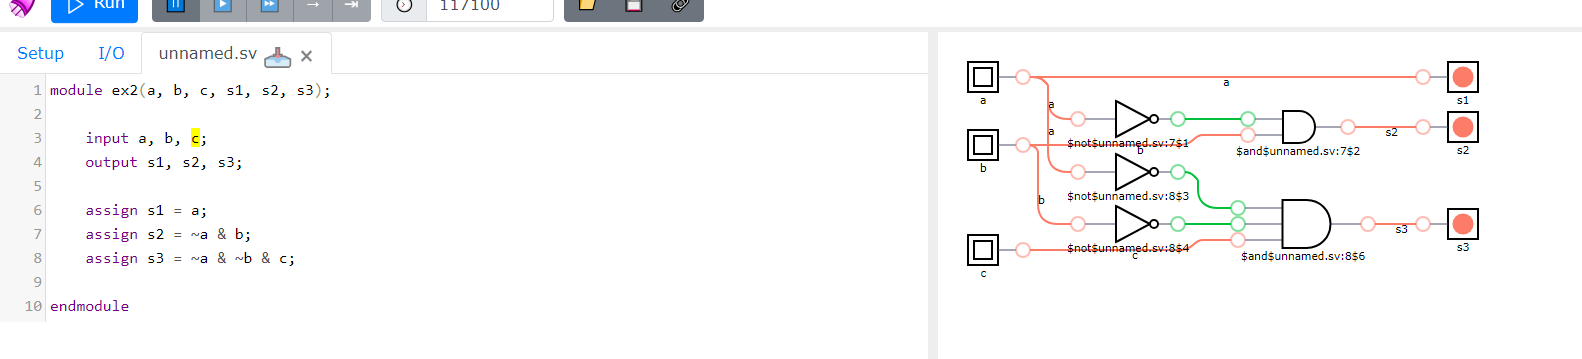 Run
117100
Setup I/O unnamed.sv ×
1 module ex2(a, b, c, s1, s2, s3);
2
3 input a, b, c;
4 output s1, s2, s3;
5
6 assign s1 = a;
7 assign s2 = ~a & b;
8 assign s3 = ~a & ~b & c;
9
10 endmodule
a
a
s1
a
a
s2
$not$unnamed.sv:7$1
b
$and$unnamed.sv:7$2
s2
b
b
$not$unnamed.sv:8$3
s3
$not$unnamed.sv:8$4
c
$and$unnamed.sv:8$6
s3
c